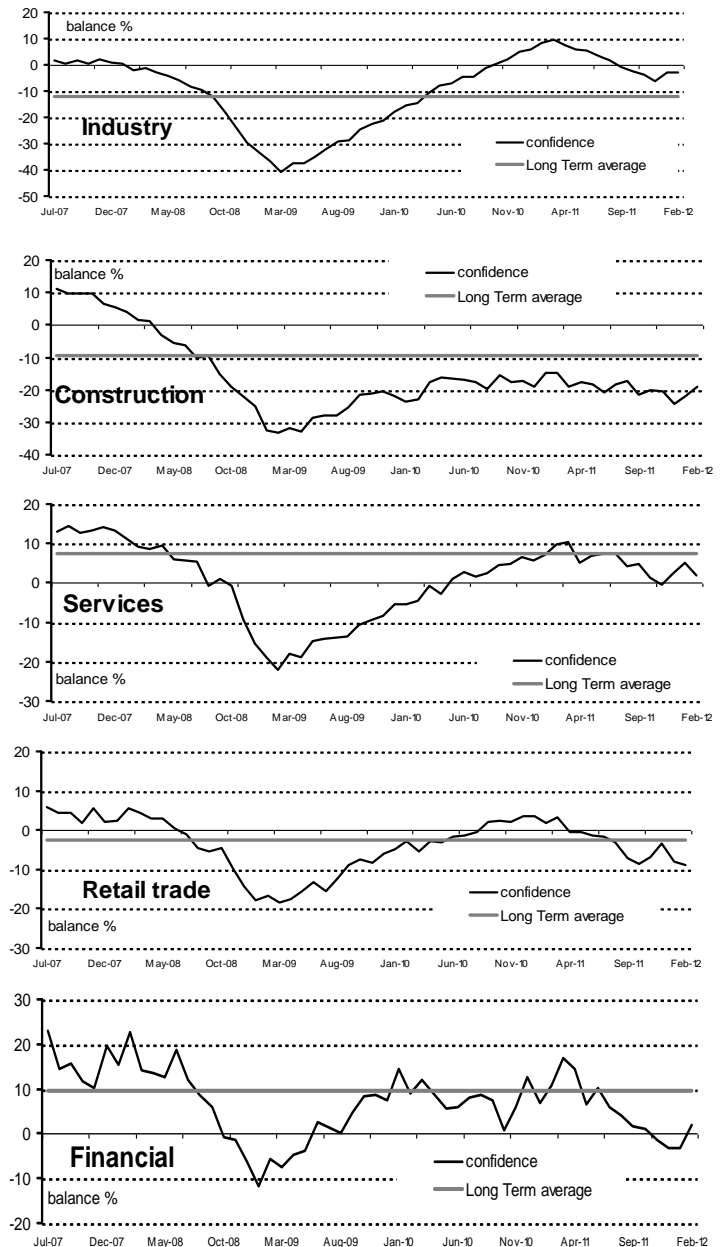 20
balance %
10
0
-10
-20
Industry
confidence
-30
Long Term average
-40
-50
Jul-07 Dec-07 May-08 Oct-08 Mar-09 Aug-09 Jan-10 Jun-10 Nov-10 Apr-11 Sep-11 Feb-12
20
balance %
confidence
10
Long Term average
0
-10
-20
Construction
-30
-40
Jul-07 Dec-07 May-08 Oct-08 Mar-09 Aug-09 Jan-10 Jun-10 Nov-10 Apr-11 Sep-11 Feb-12
20
10
0
Services
-10
-20
confidence
balance %
Long Term average
-30
Jul-07 Dec-07 May-08 Oct-08 Mar-09 Aug-09 Jan-10 Jun-10 Nov-10 Apr-11 Sep-11 Feb-12
20
10
0
-10
Retail trade
confidence
-20
Long Term average
balance %
-30
Jul-07 Dec-07 May-08 Oct-08 Mar-09 Aug-09 Jan-10 Jun-10 Nov-10 Apr-11 Sep-11 Feb-12
30
20
10
0
Financial
confidence
-10
Long Term average
balance %
-20
Jul-07 Dec-07 May-08 Oct-08 Mar-09 Aug-09 Jan-10 Jun-10 Nov-10 Apr-11 Sep-11 Feb-12